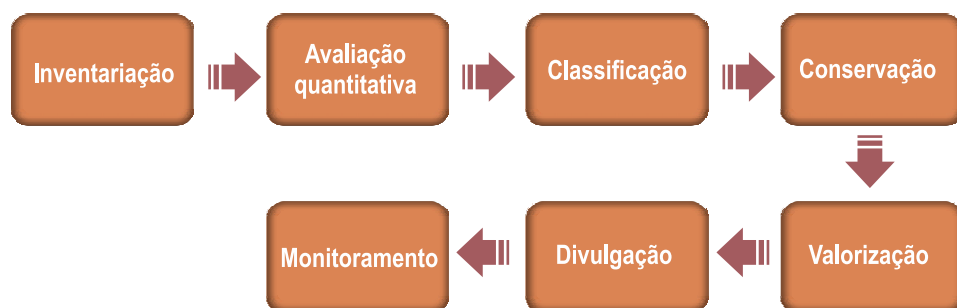 Inventariação
Avaliação
quantitativa
Classificação
Conservação
Valorização
Divulgação
Monitoramento